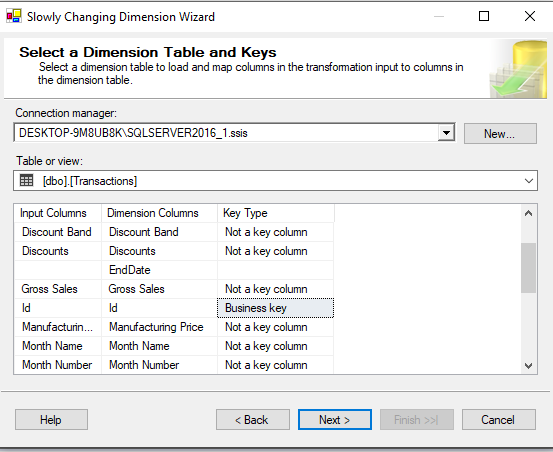 Slowly Changing Dimension Wizard
Select a Dimension Table and Keys
Select a dimension table to load and map columns in the transfomation input to columns in
the dimension table.
Connection manager:
DESKTOP-9M8UB8K\SQLSERVER2016_1.ssis
New...
Table or view:
[dbo].[Transactions]
Input Columns Dimension Columns Key Type
Discount Band Discount Band Not a key column
Discounts Discounts Not a key column
EndDate
Gross Sales Gross Sales Not a key column
Id Id Business key
Manufacturin... Manufacturing Price Not a key column
Month Name Month Name Not a key column
Month Number Month Number Not a key column
Help < Back Next > Finish >>| Cancel